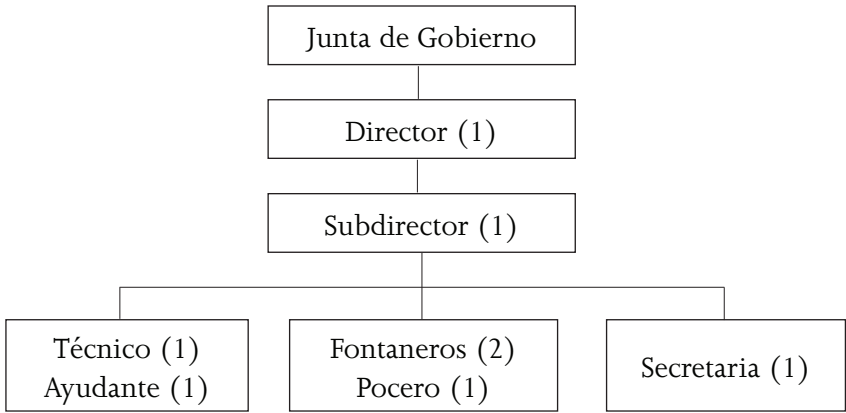 Junta de Gobierno
Director (1)
Subdirector (1)
Técnico (1)
Ayudante (1)
Fontaneros (2)
Pocero (1)
Secretaria (1)